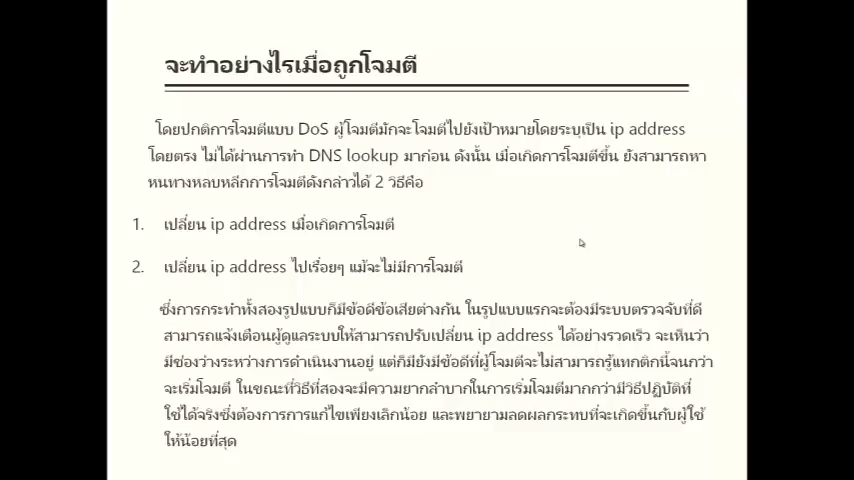 จะทำอย่างไรเมื่อถูกโจมตี
โดยปกติการโจมตีแบบ DoS ผู้โจมตีมักจะโจมตีไปยังเป้าหมายโดยระบุเป็น ip address
โดยตรง ไม่ได้ผ่านการทำ DNS lookup มาก่อน ดังนั้น เมื่อเกิดการโจมตีขึ้น ยังสามารถหา
หนทางหลบหลีกการโจมตีดังกล่าวได้ 2 วิธีคือ
1. เปลี่ยน ip address เมื่อเกิดการโจมตี
2. เปลี่ยน ip address ไปเรื่อยๆ แม้จะไม่มีการโจมตี
ซึ่งการกระทำทั้งสองรูปแบบก็มีข้อดีข้อเสียต่างกัน ในรูปแบบแรกจะต้องมีระบบตรวจจับที่ดี
สามารถแจ้งเตือนผู้ดูแลระบบให้สามารถปรับเปลี่ยน ip address ได้อย่างรวดเร็ว จะเห็นว่า
มีช่องว่างระหว่างการดำเนินงานอยู่ แต่ก็มียังมีข้อดีที่ผู้โจมตีจะไม่สามารถรู้แทกติกนี้จนกว่า
จะเริ่มโจมตี ในขณะที่วิธีที่สองจะมีความยากลำบากในการเริ่มโจมตีมากกว่ามีวิธีปฏิบัติที่
ใช้ได้จริงซึ่งต้องการการแก้ไขเพียงเล็กน้อย และพยายามลดผลกระทบที่จะเกิดขึ้นกับผู้ใช้
ให้น้อยที่สุด